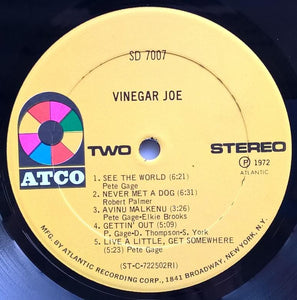 SD 7007
VINEGAR JOE
ATCO
TWO
STEREO
Ⓟ 1972
ATLANTIC
1. SEE THE WORLD (6:21)
Pete Gage
2. NEVER MET A DOG (6:31)
Robert Palmer
3. AVINU MALKENU (3:26)
Pete Gage-Elkie Brooks
4. GETTIN' OUT (5:09)
P. Gage-D. Thompson-S. York
5. LIVE A LITTLE, GET SOMEWHERE
(5:23) Pete Gage
(ST-C-722502RI)
MFG. BY ATLANTIC RECORDING CORP., 1841 BROADWAY, NEW YORK, N.Y.